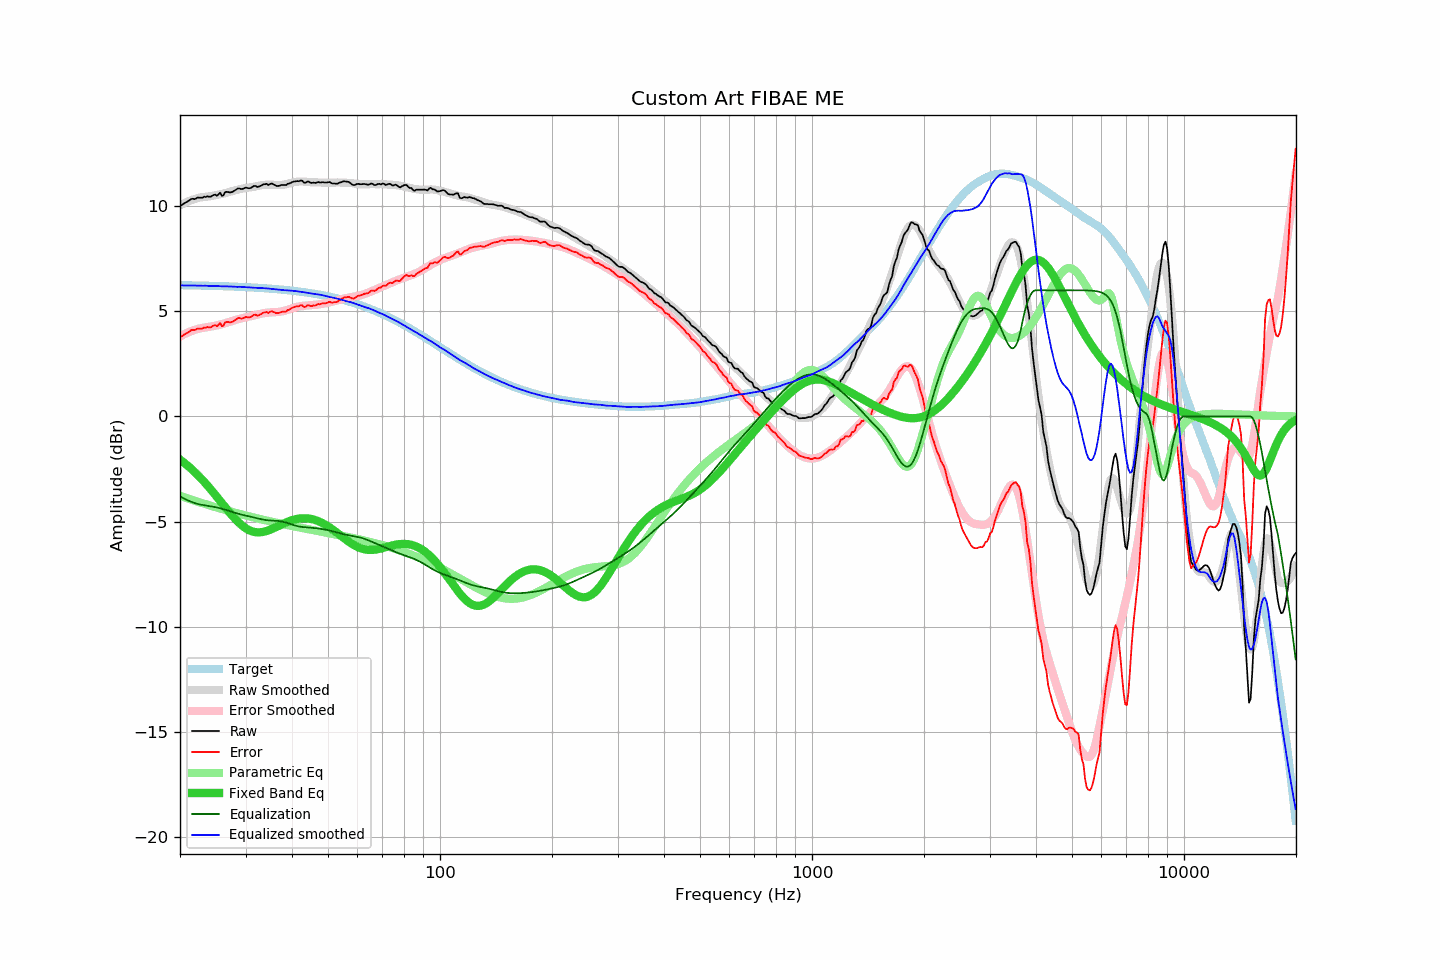 Custom Art FIBAE ME
Amplitude (dBr)
10
5
0
−5
−10
−15
−20
Target
Raw Smoothed
Error Smoothed
Raw
Error
Parametric Eq
Fixed Band Eq
Equalization
Equalized smoothed
100 1000 10000
Frequency (Hz)